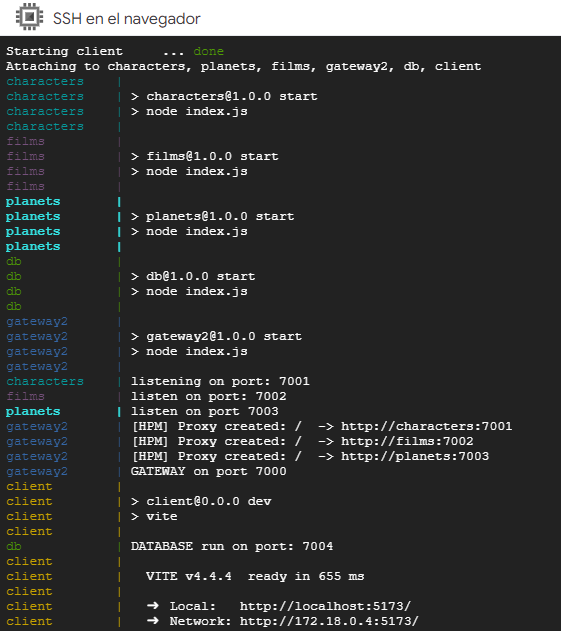 SSH en el navegador
Starting client     ... done
Attaching to characters, planets, films, gateway2, db, client
characters    |
characters    | > characters@1.0.0 start
characters    | > node index.js
characters    |
films         |
films         | > films@1.0.0 start
films         | > node index.js
films         |
planets       |
planets       | > planets@1.0.0 start
planets       | > node index.js
planets       |
db            |
db            | > db@1.0.0 start
db            | > node index.js
db            |
gateway2      |
gateway2      | > gateway2@1.0.0 start
gateway2      | > node index.js
gateway2      |
characters    | listening on port: 7001
films         | listen on port: 7002
planets       | listen on port 7003
gateway2      | [HPM] Proxy created: /  -> http://characters:7001
gateway2      | [HPM] Proxy created: /  -> http://films:7002
gateway2      | [HPM] Proxy created: /  -> http://planets:7003
gateway2      | GATEWAY on port 7000
client        |
client        | > client@0.0.0 dev
client        | > vite
client        |
db            | DATABASE run on port: 7004
client        |
client        |   VITE v4.4.4  ready in 655 ms
client        |
client        |   ➜ Local:   http://localhost:5173/
client        |   ➜ Network: http://172.18.0.4:5173/